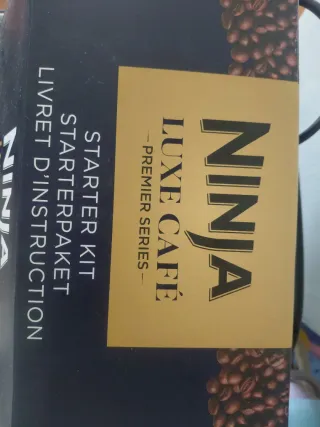 NINJA
LUXE CAFÉ
—PREMIER SERIES—
STARTER KIT
STARTERPAKET
LIVRET D'INSTRUCTION
NINJA